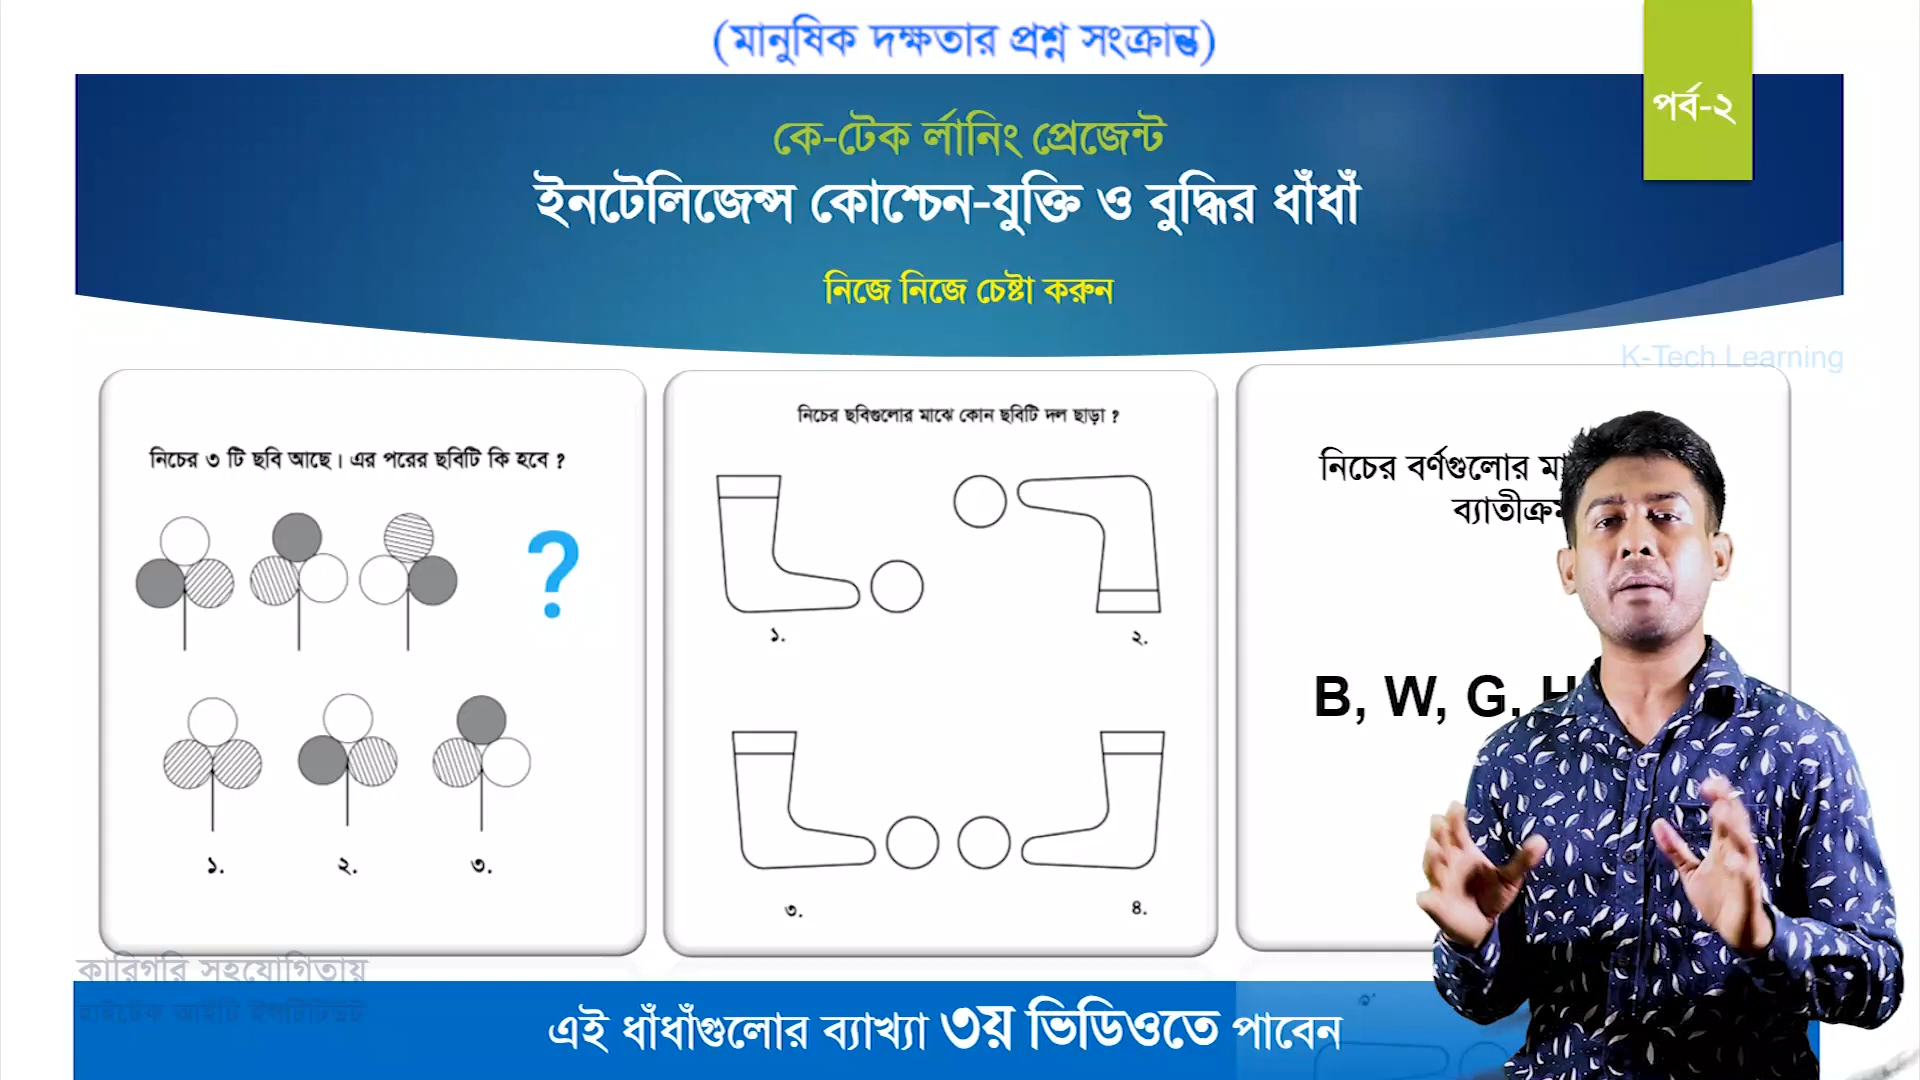 (মানুষিক দক্ষতার প্রশ্ন সংক্রান্ত)
পর্ব-২
কে-টেক র্লানিং প্রেজেন্ট
ইনটেলিজেন্স কোশ্চেন-যুক্তি ও বুদ্ধির ধাঁধাঁ
নিজে নিজে চেষ্টা করুন
K-Tech Learning
নিচের ৩ টি ছবি আছে। এর পরের ছবিটি কি হবে ?
?
১. ২. ৩.
নিচের ছবিগুলোর মাঝে কোন ছবিটি দল ছাড়া ?
১. ২.
৩. ৪.
নিচের বর্ণগুলোর
B, W, G, H
কারিগরি সহযোগিতায়
এই ধাঁধাঁগুলোর ব্যাখ্যা ৩য় ভিডিওতে পাবেন